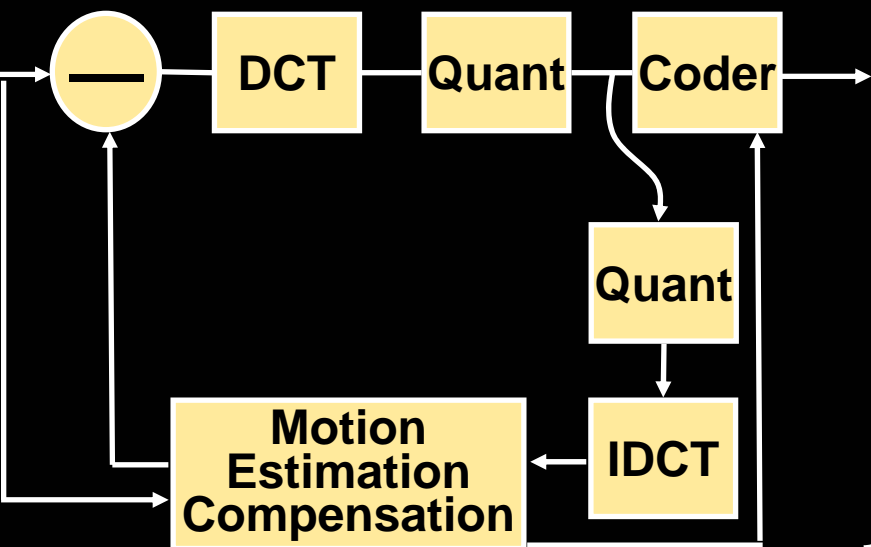 DCT
Quant
Coder
Quant
IDCT
Motion
Estimation
Compensation